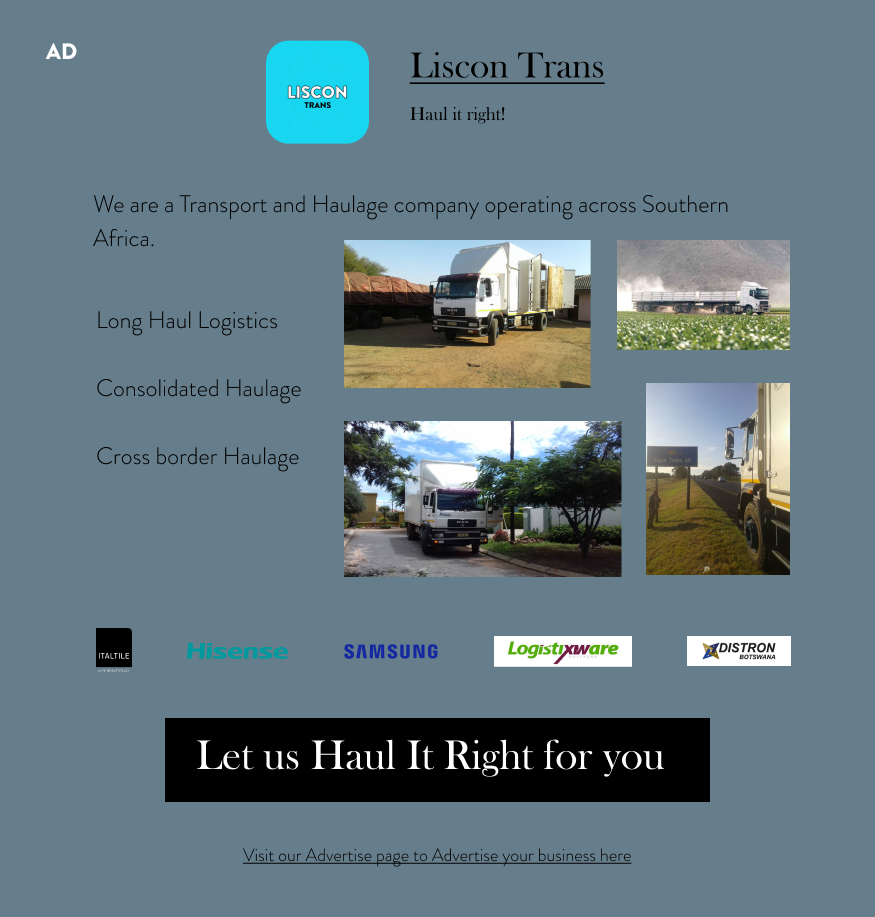 AD
LISCON
TRANS
Liscon Trans
Haul it right!
We are a Transport and Haulage company operating across Southern
Africa.
Long Haul Logistics
Consolidated Haulage
Cross border Haulage
ITALTILE
Hisense
SAMSUNG
Logistixware
DISTRON
BOTSWANA
Let us Haul It Right for you
Visit our Advertise page to Advertise your business here